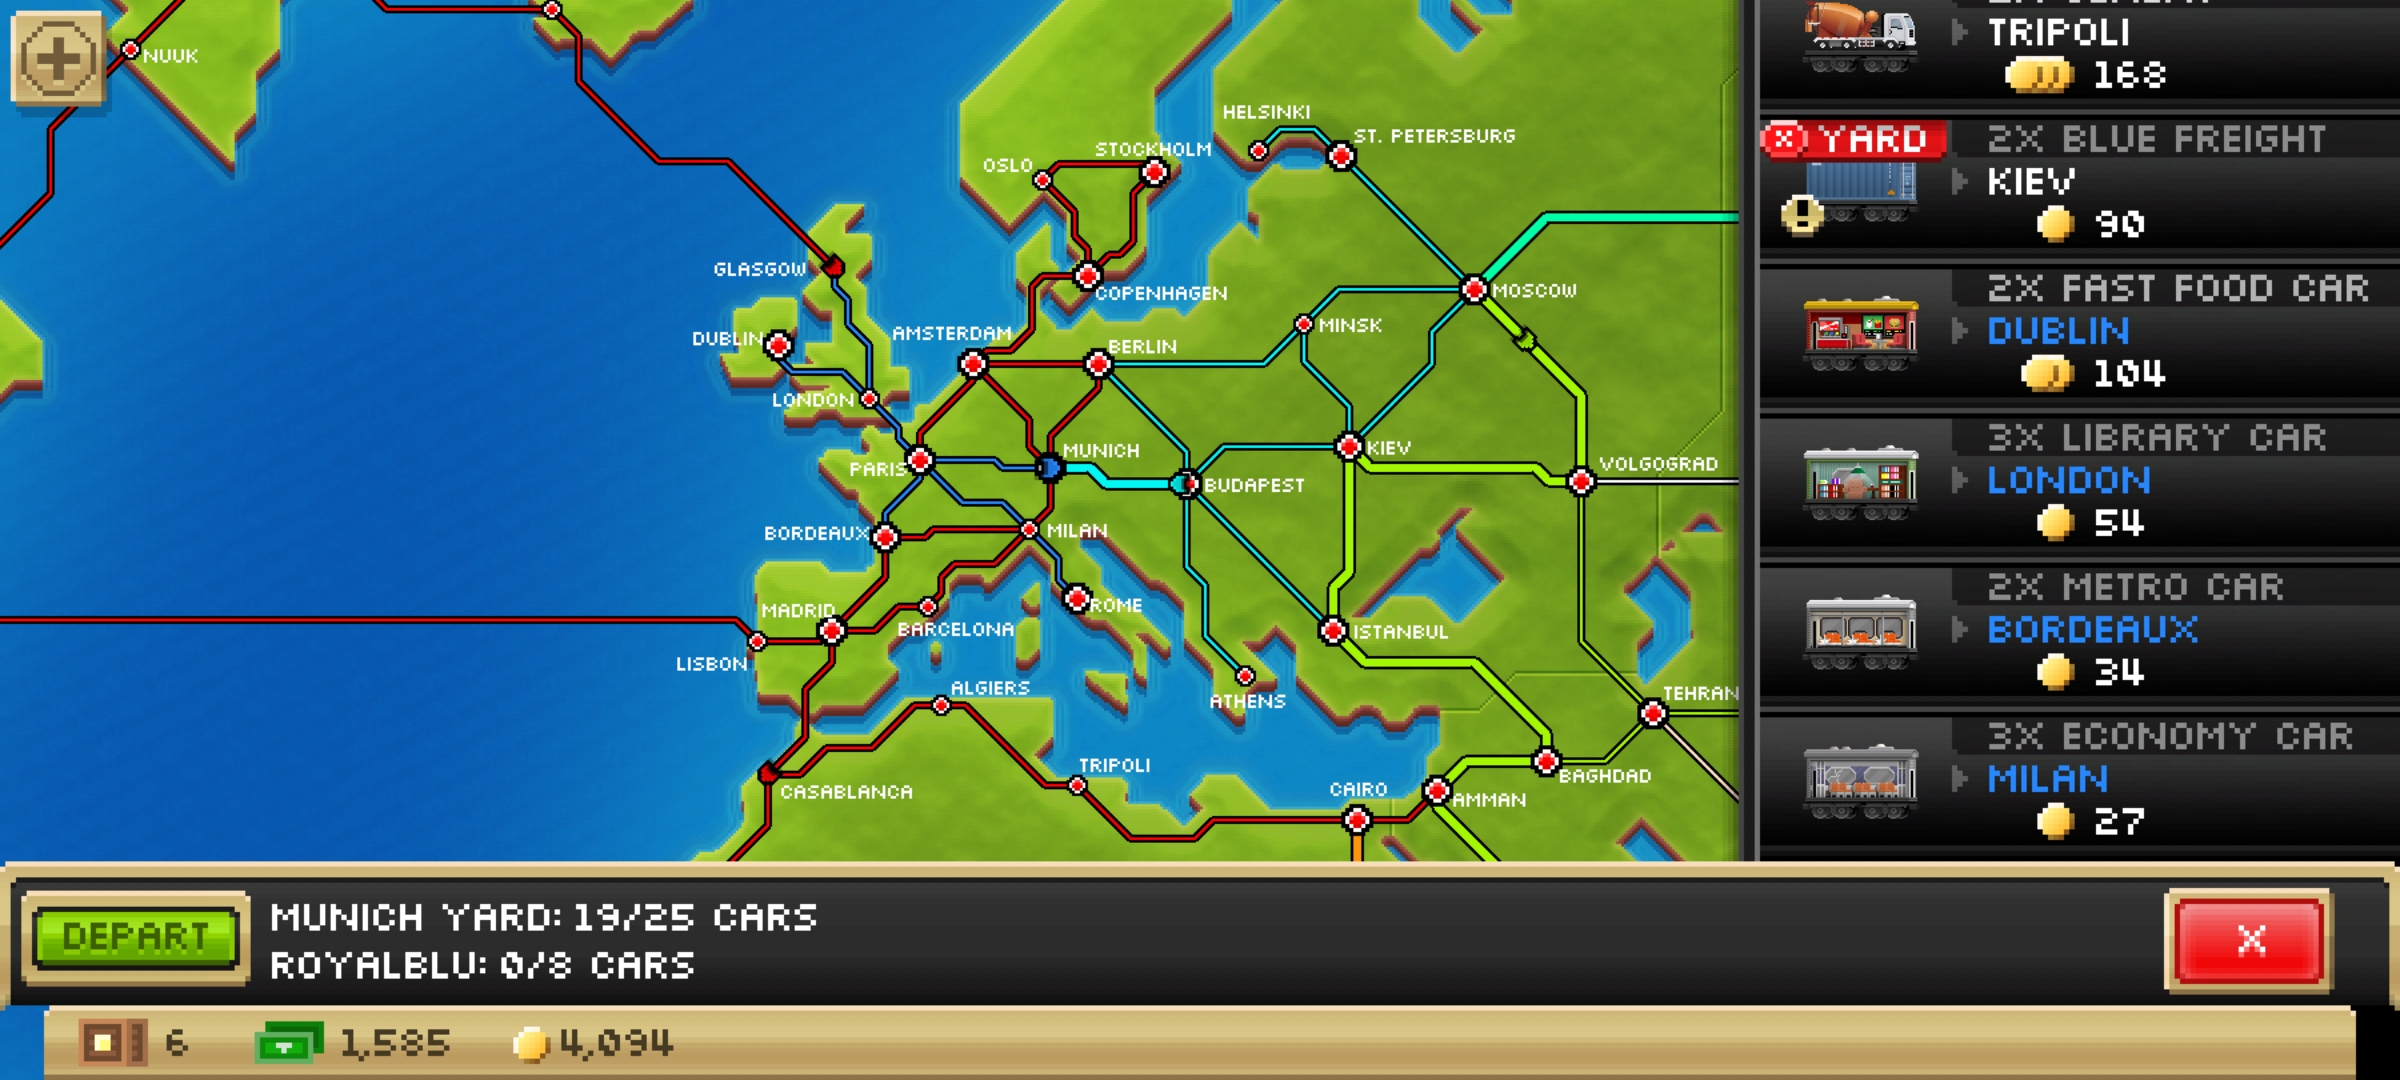 NUUK
HELSINKI
ST. PETERSBURG
STOCKHOLM
OSLO
GLASGOW
COPENHAGEN
MOSCOW
DUBLIN
AMSTERDAM
MINSK
BERLIN
LONDON
MUNICH
KIEV
PARIS
VOLGOGRAD
BUDAPEST
BORDEAUX
MILAN
MADRID
ROME
BARCELONA
ISTANBUL
LISBON
ALGIERS
ATHENS
TEHRAN
TRIPOLI
BAGHDAD
CASABLANCA
CAIRO
AMMAN
TRIPOLI
168
YARD
2X BLUE FREIGHT
KIEV
90
2X FAST FOOD CAR
DUBLIN
104
3X LIBRARY CAR
LONDON
54
2X METRO CAR
BORDEAUX
34
3X ECONOMY CAR
MILAN
27
DEPART
MUNICH YARD: 19/25 CARS
ROYALBLU: 0/8 CARS
X
6
1,585
4,094